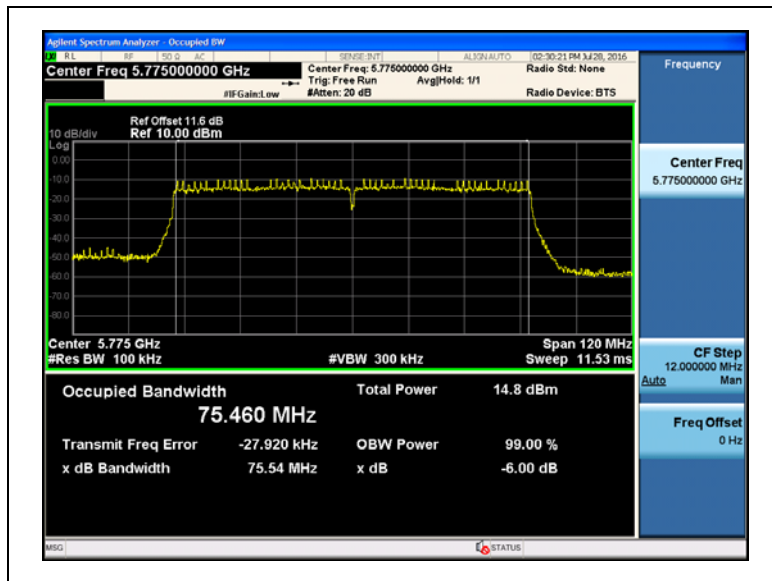 Agilent Spectrum Analyzer - Occupied BW
RL RF 50 Ω AC SENSE:INT ALIGNAUTO 02:30:21 PM Jul 28, 2016
Center Freq 5.775000000 GHz
Center Freq: 5.775000000 GHz
Radio Std: None
Trig: Free Run Avg|Hold: 1/1
#IFGain:Low
#Atten: 20 dB
Radio Device: BTS
Ref Offset 11.6 dB
10 dB/div Ref 10.00 dBm
Log
0.00
-10.0
-20.0
-30.0
-40.0
-50.0
-60.0
-70.0
-80.0
Center 5.775 GHz Span 120 MHz
#Res BW 100 kHz #VBW 300 kHz Sweep 11.53 ms
Occupied Bandwidth Total Power 14.8 dBm
75.460 MHz
Transmit Freq Error -27.920 kHz OBW Power 99.00 %
x dB Bandwidth 75.54 MHz x dB -6.00 dB
MSG STATUS
Frequency
Center Freq
5.775000000 GHz
CF Step
12.000000 MHz
Auto Man
Freq Offset
0 Hz